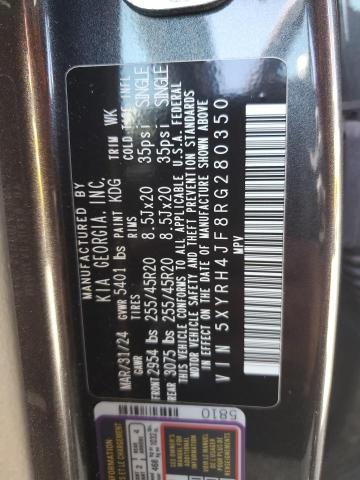 MANUFACTURED BY
KIA GEORGIA, INC.
MAR/31/24 GVWR 5401 lbs PAINT KDG TRIM WK
GAWR TIRES RIMS COLD TIRE INFL
FRONT 2954 lbs 255/45R20 8.5Jx20 35psi SINGLE
REAR 3075 lbs 255/45R20 8.5Jx20 35psi SINGLE
THIS VEHICLE CONFORMS TO ALL APPLICABLE U.S.A. FEDERAL
MOTOR VEHICLE SAFETY AND THEFT PREVENTION STANDARDS
IN EFFECT ON THE DATE OF MANUFACTURE SHOWN ABOVE
VIN 5XYRH4JF8RG280350
MPV
5810